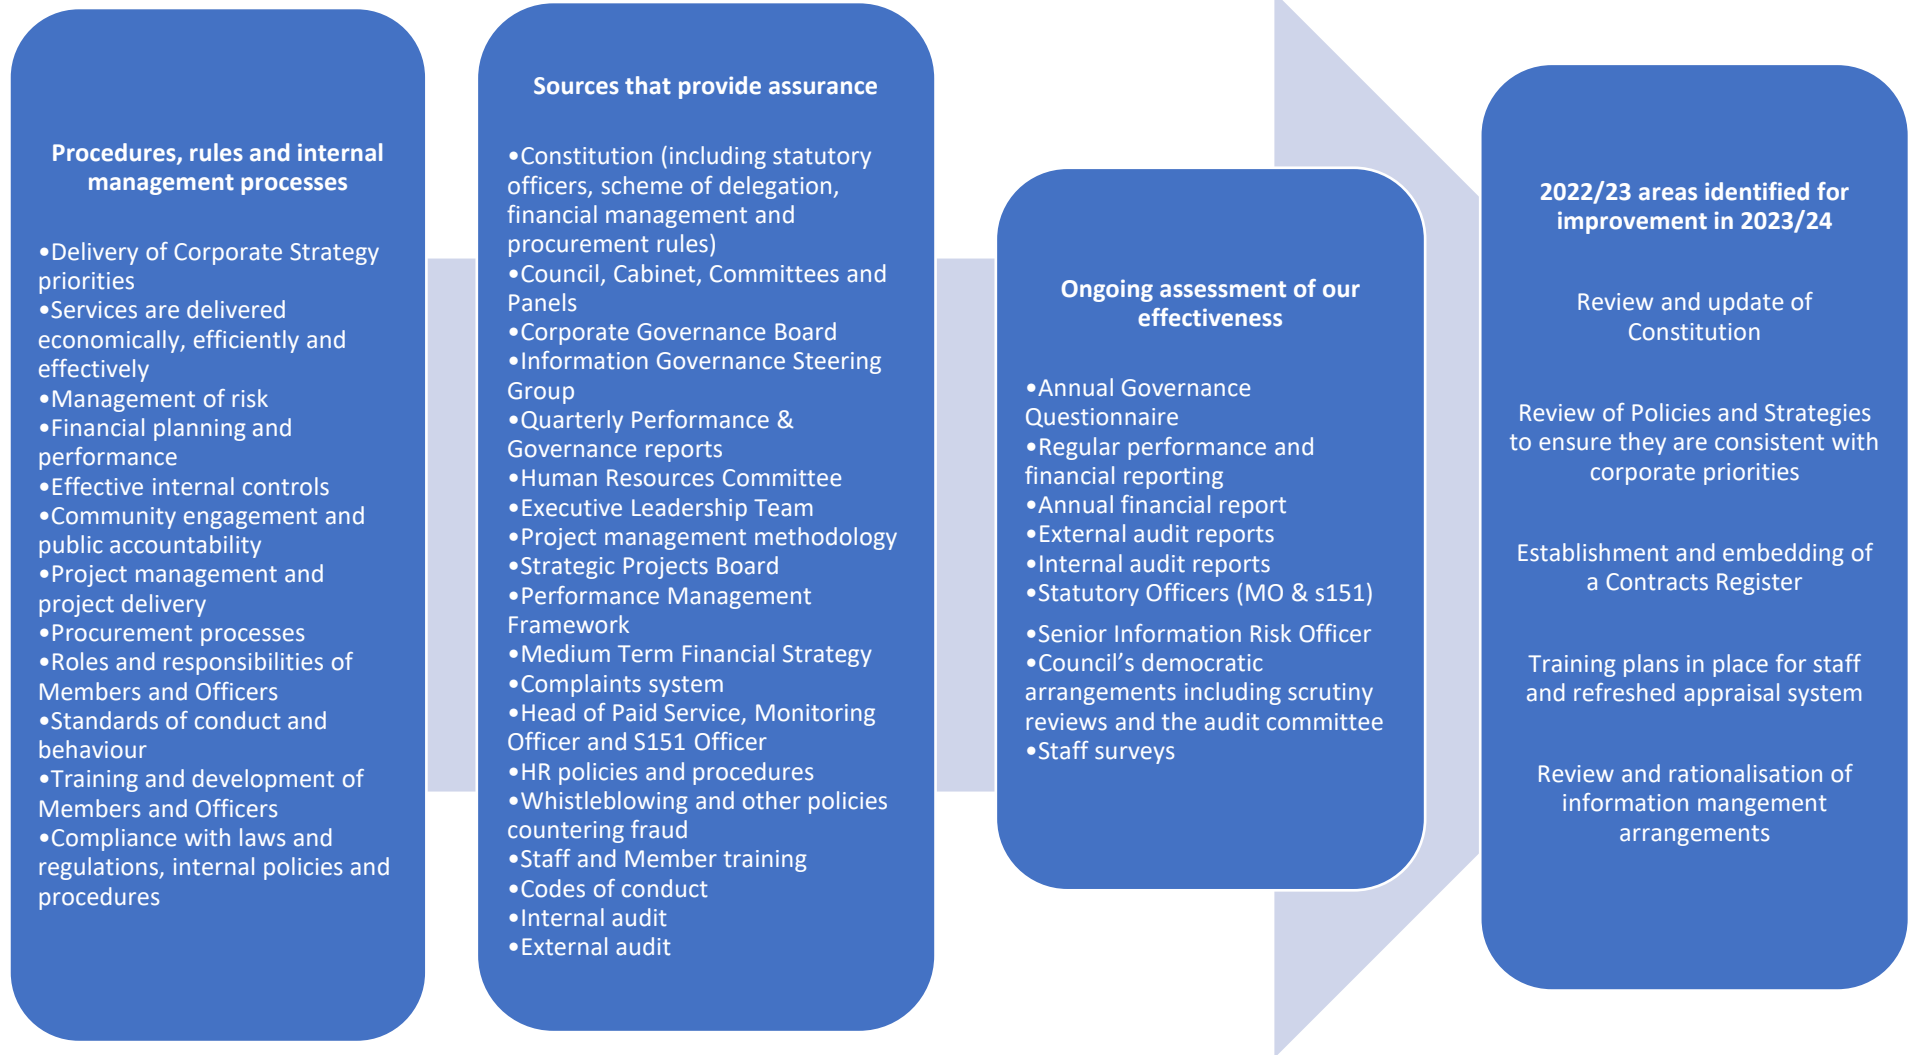 Procedures, rules and internal
management processes
•Delivery of Corporate Strategy
priorities
•Services are delivered
economically, efficiently and
effectively
•Management of risk
•Financial planning and
performance
•Effective internal controls
•Community engagement and
public accountability
•Project management and
project delivery
•Procurement processes
•Roles and responsibilities of
Members and Officers
•Standards of conduct and
behaviour
•Training and development of
Members and Officers
•Compliance with laws and
regulations, internal policies and
procedures
Sources that provide assurance
•Constitution (including statutory
officers, scheme of delegation,
financial management and
procurement rules)
•Council, Cabinet, Committees and
Panels
•Corporate Governance Board
•Information Governance Steering
Group
•Quarterly Performance &
Governance reports
•Human Resources Committee
•Executive Leadership Team
•Project management methodology
•Strategic Projects Board
•Performance Management
Framework
•Medium Term Financial Strategy
•Complaints system
•Head of Paid Service, Monitoring
Officer and S151 Officer
•HR policies and procedures
•Whistleblowing and other policies
countering fraud
•Staff and Member training
•Codes of conduct
•Internal audit
•External audit
Ongoing assessment of our
effectiveness
•Annual Governance
Questionnaire
•Regular performance and
financial reporting
•Annual financial report
•External audit reports
•Internal audit reports
•Statutory Officers (MO & s151)
•Senior Information Risk Officer
•Council’s democratic
arrangements including scrutiny
reviews and the audit committee
•Staff surveys
2022/23 areas identified for
improvement in 2023/24
Review and update of
Constitution
Review of Policies and Strategies
to ensure they are consistent with
corporate priorities
Establishment and embedding of
a Contracts Register
Training plans in place for staff
and refreshed appraisal system
Review and rationalisation of
information mangement
arrangements